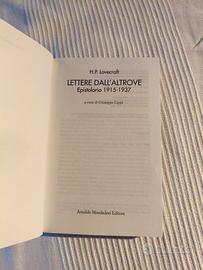 H.P. Lovecraft
LETTERE DALL'ALTROVE
Epistolario 1915-1937
a cura di Giuseppe Lippi
Arnoldo Mondadori Editore